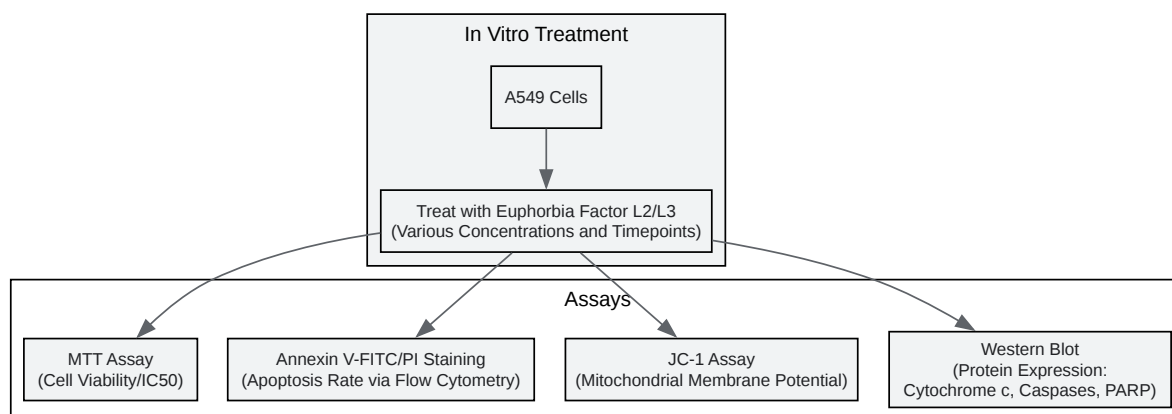 In Vitro Treatment
A549 Cells
Treat with Euphorbia Factor L2/L3
(Various Concentrations and Timepoints)
Assays
MTT Assay
(Cell Viability/IC50)
Annexin V-FITC/PI Staining
(Apoptosis Rate via Flow Cytometry)
JC-1 Assay
(Mitochondrial Membrane Potential)
Western Blot
(Protein Expression:
Cytochrome c, Caspases, PARP)